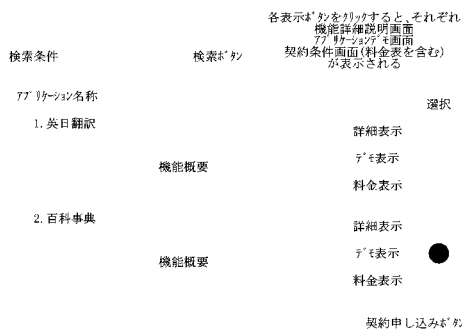 各表示ﾎﾞﾀﾝをｸﾘｯｸすると、それぞれ
機能詳細説明画面
ｱﾌﾟﾘｹｰｼｮﾝﾃﾞﾓ画面
契約条件画面(料金表を含む)
が表示される
検索条件
検索ﾎﾞﾀﾝ
ｱﾌﾟﾘｹｰｼｮﾝ名称
選択
1. 英日翻訳
詳細表示
機能概要
ﾃﾞﾓ表示
料金表示
2. 百科事典
詳細表示
機能概要
ﾃﾞﾓ表示
料金表示
契約申し込みﾎﾞﾀﾝ